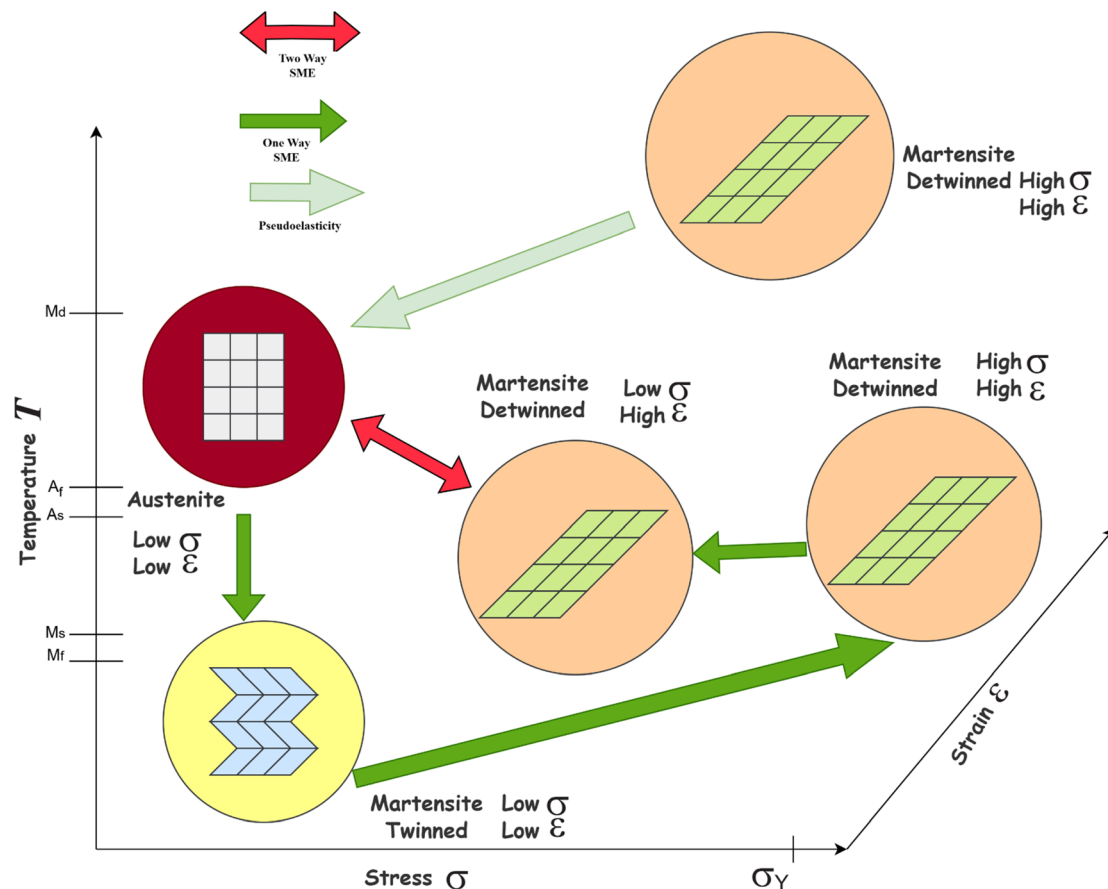 Two Way
SME
One Way
SME
Pseudoelasticity
Martensite
Detwinned High σ
High ε
Md
Martensite Low σ
Detwinned High ε
Martensite High σ
Detwinned High ε
Temperature T
Af
As
Austenite
Low σ
Low ε
Ms
Mf
Martensite Low σ
Twinned Low ε
Strain ε
Stress σ
σY